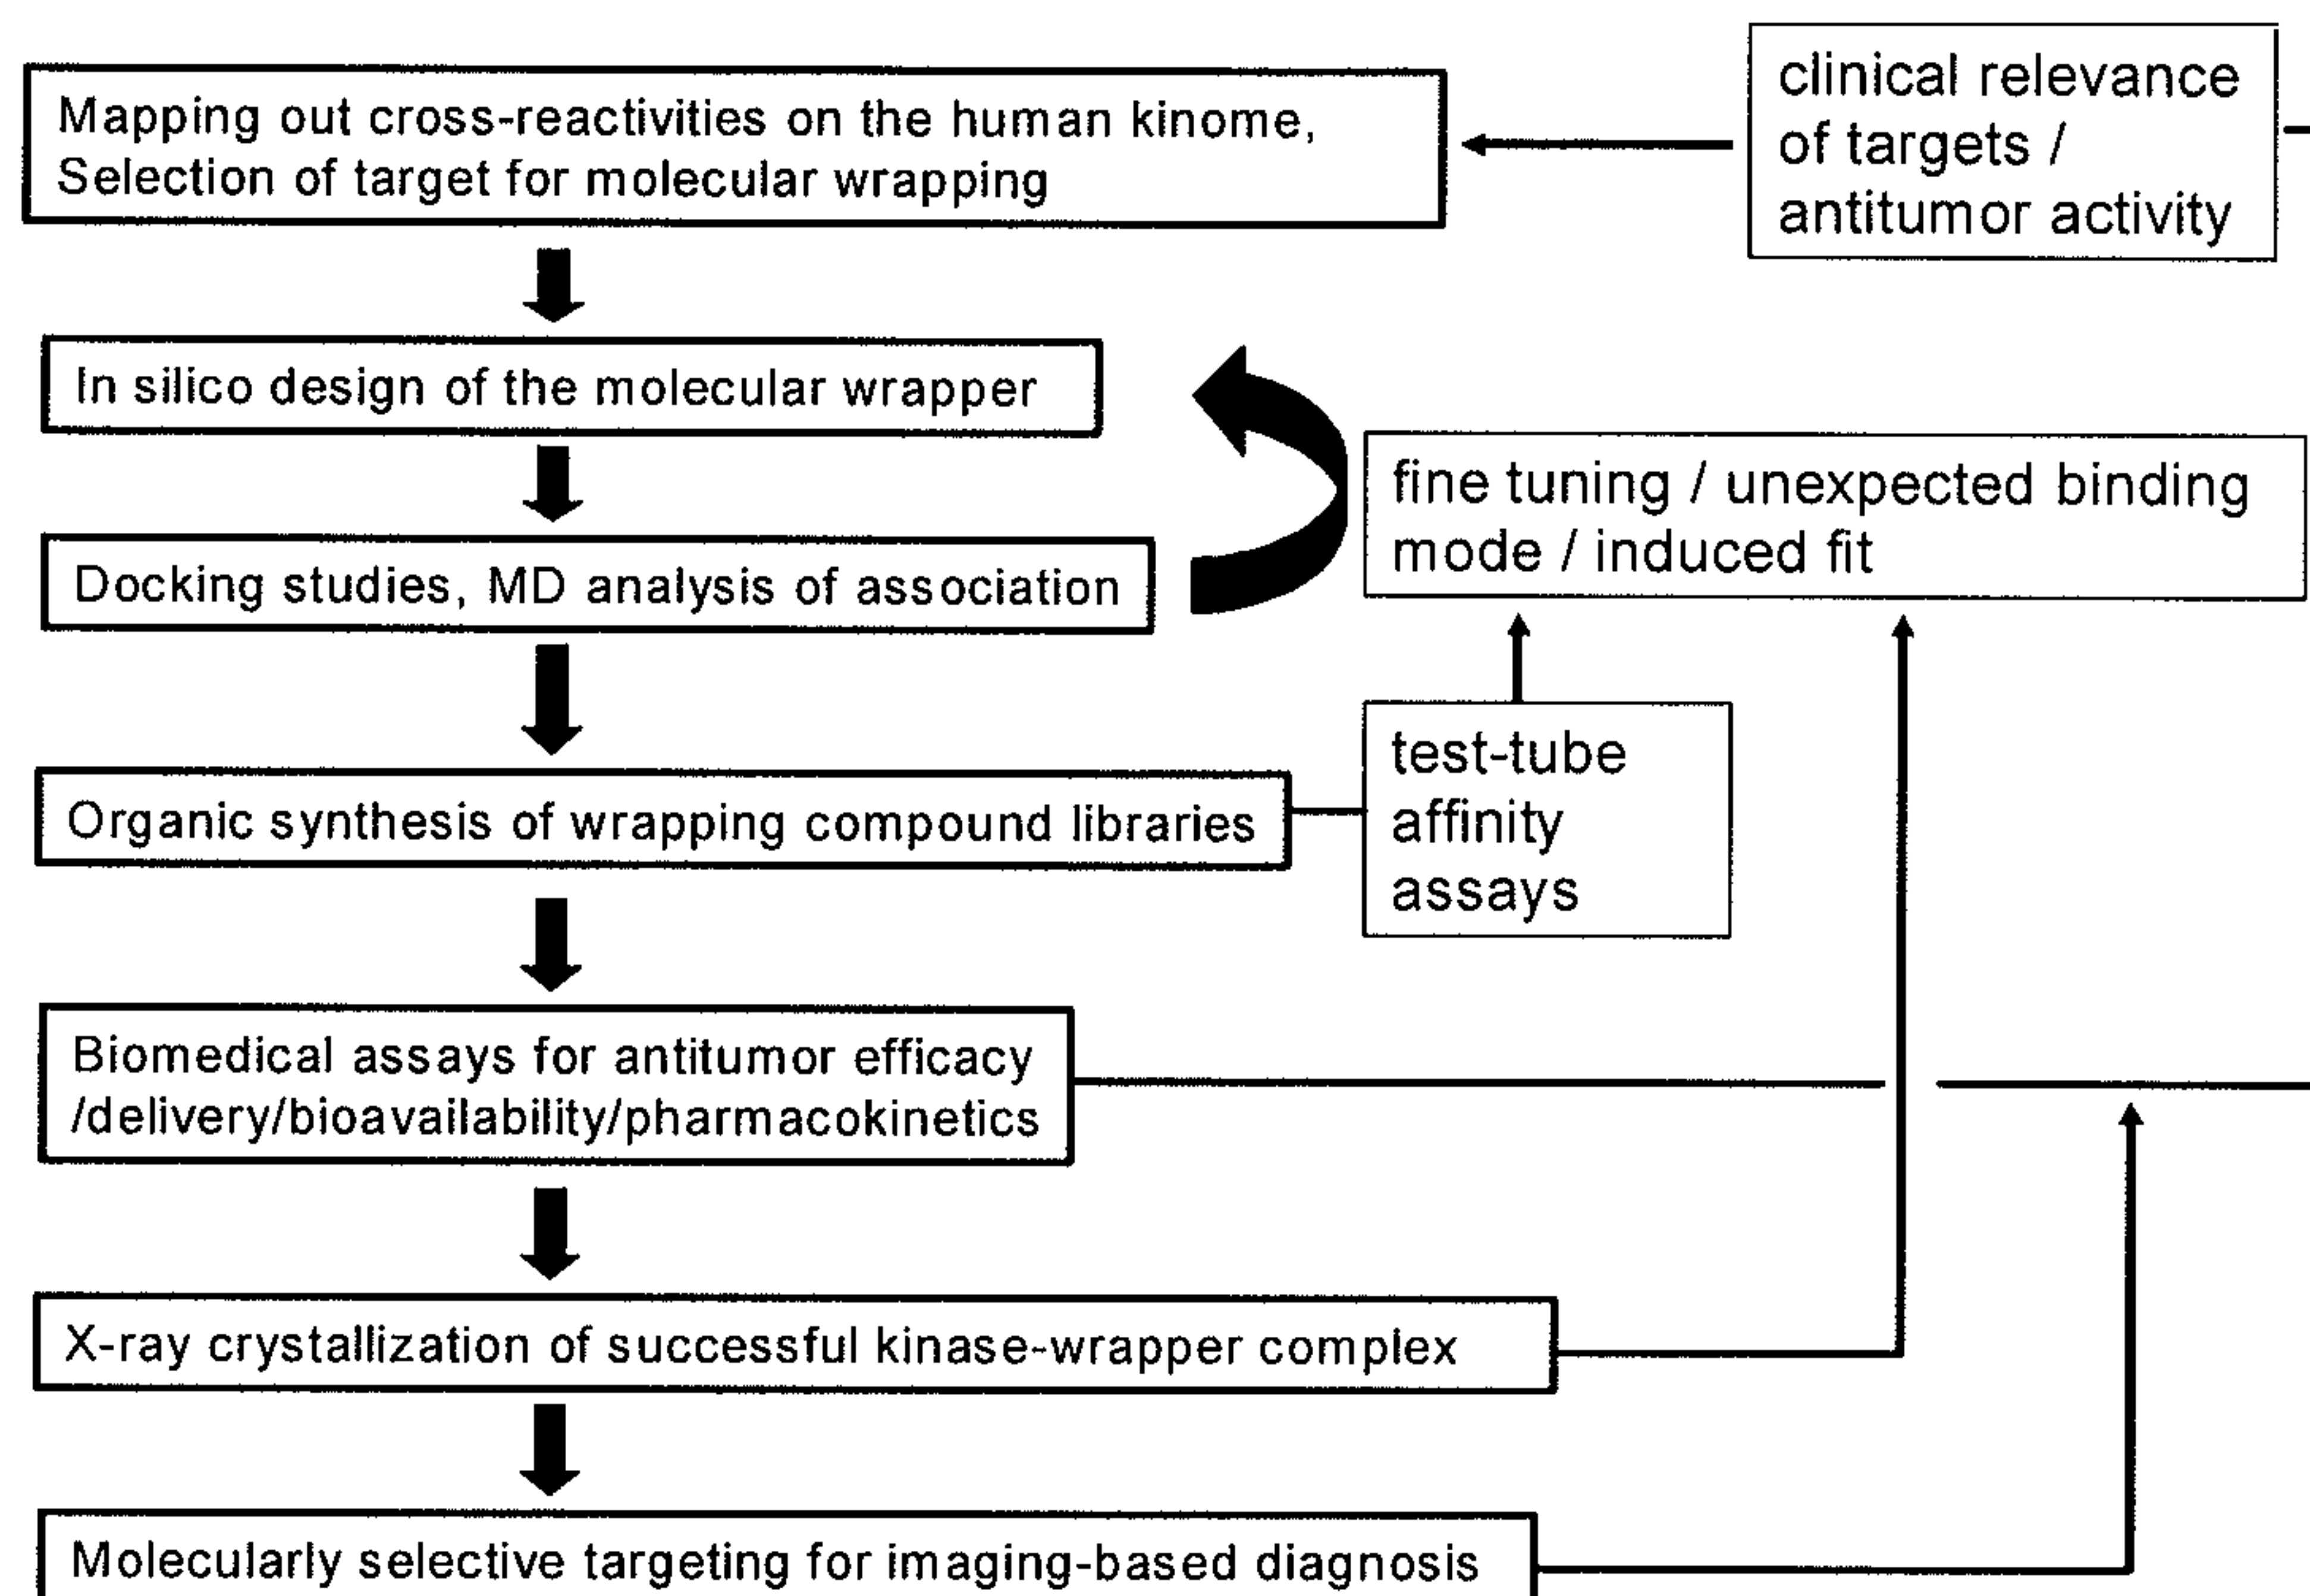 Mapping out cross-reactivities on the human kinome,
Selection of target for molecular wrapping
clinical relevance
of targets /
antitumor activity
In silico design of the molecular wrapper
fine tuning / unexpected binding
mode / induced fit
Docking studies, MD analysis of association
test-tube
affinity
assays
Organic synthesis of wrapping compound libraries
Biomedical assays for antitumor efficacy
/delivery/bioavailability/pharmacokinetics
X-ray crystallization of successful kinase-wrapper complex
Molecularly selective targeting for imaging-based diagnosis